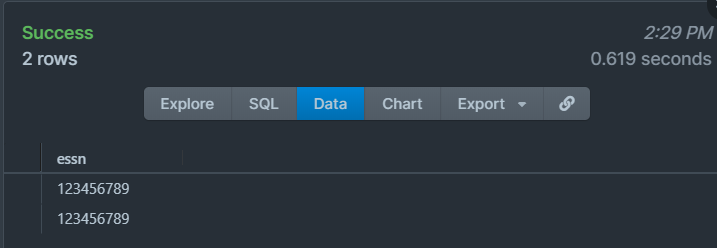 Success 2:29 PM
2 rows 0.619 seconds
Explore SQL Data Chart Export
essn
123456789
123456789